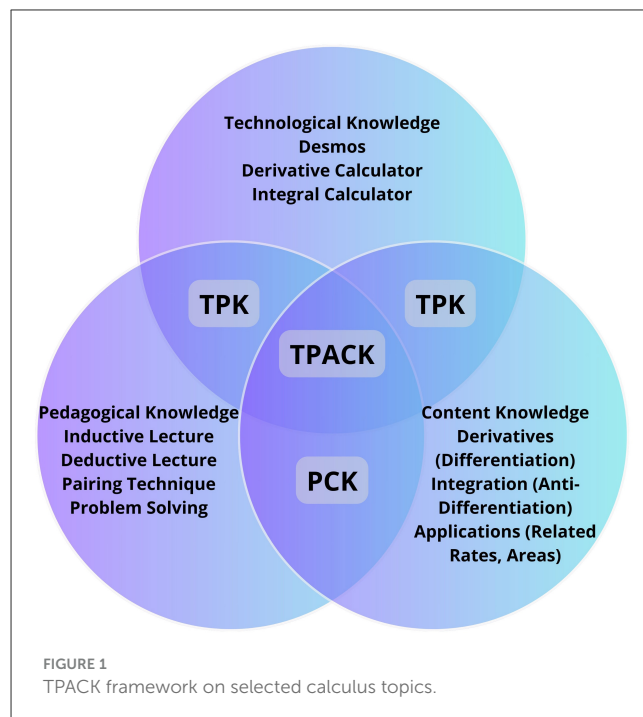 Technological Knowledge
Desmos
Derivative Calculator
Integral Calculator
TPK
TPK
TPACK
Pedagogical Knowledge
Inductive Lecture
Deductive Lecture
Pairing Technique
Problem Solving
Content Knowledge
Derivatives
(Differentiation)
Integration (Anti-
Differentiation)
Applications (Related
Rates, Areas)
PCK
FIGURE 1
TPACK framework on selected calculus topics.